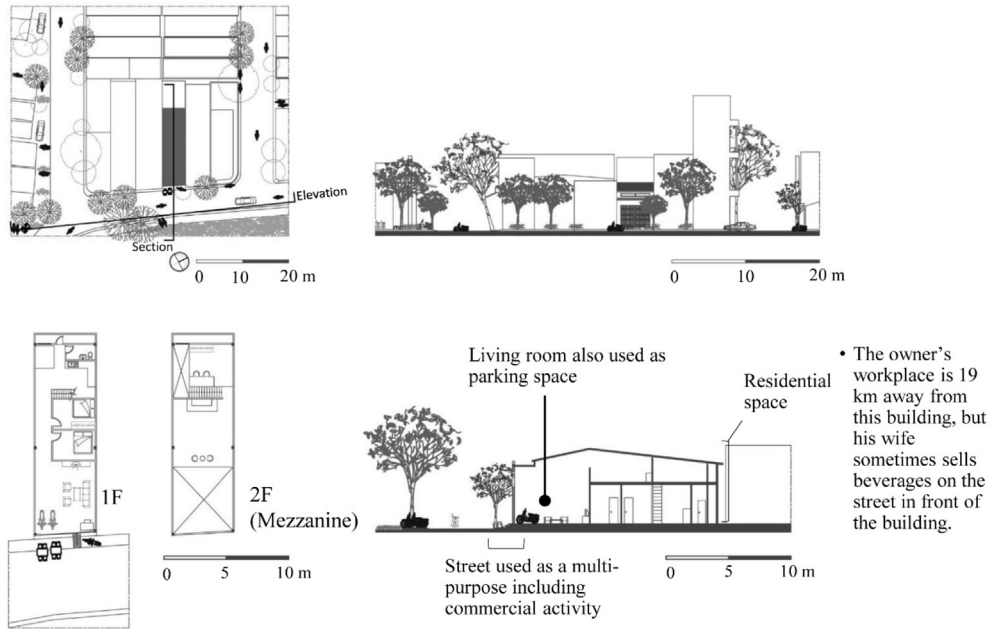 Elevation
Section
0 10 20 m
0 10 20 m
1F
2F
(Mezzanine)
0 5 10 m
Living room also used as
parking space
Residential
space
Street used as a multi-
purpose including
commercial activity
0 5 10 m
• The owner's
workplace is 19
km away from
this building, but
his wife
sometimes sells
beverages on the
street in front of
the building.